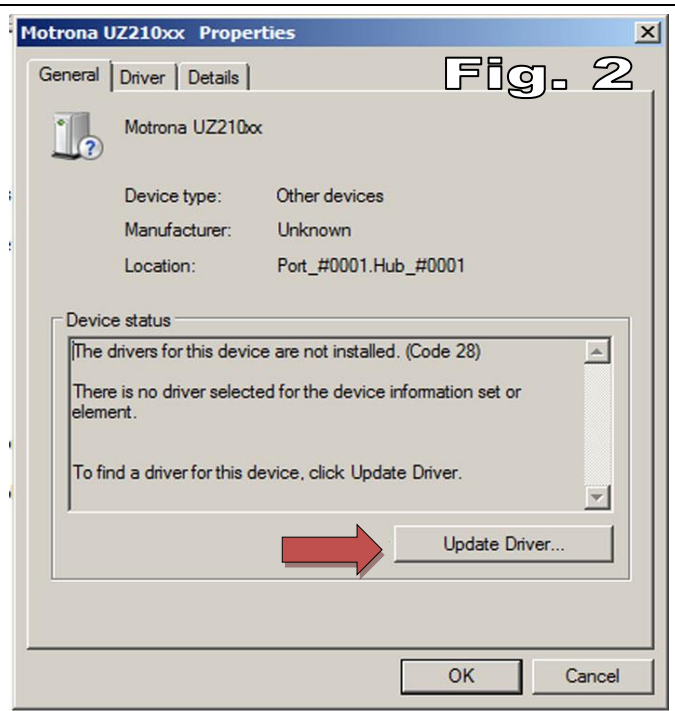 Motrona UZ210xx Properties
Fig. 2
General Driver Details
Motrona UZ210xx
Device type: Other devices
Manufacturer: Unknown
Location: Port_#0001.Hub_#0001
Device status
The drivers for this device are not installed. (Code 28)
There is no driver selected for the device information set or
element.
To find a driver for this device, click Update Driver.
Update Driver...
OK Cancel